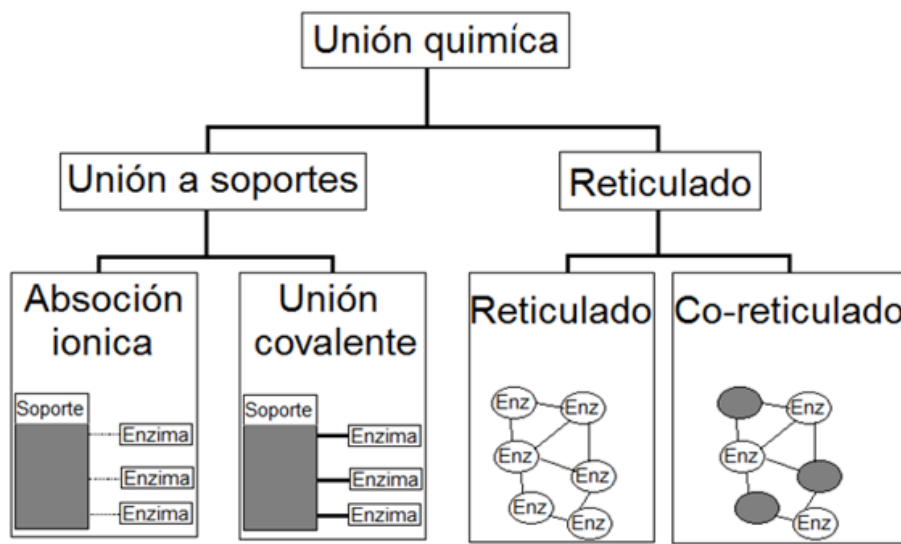 Unión quimíca
Unión a soportes
Reticulado
Absoción
ionica
Soporte
Enzima
Enzima
Enzima
Unión
covalente
Soporte
Enzima
Enzima
Enzima
Reticulado
Enz
Enz
Enz
Enz
Enz
Enz
Co-reticulado
Enz
Enz
Enz